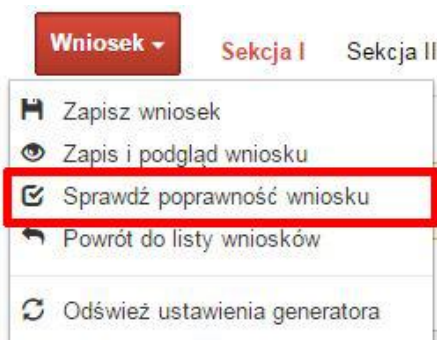 Wniosek Sekcja I Sekcja II
Zapisz wniosek
Zapis i podgląd wniosku
Sprawdź poprawność wniosku
Powrót do listy wniosków
Odśwież ustawienia generatora